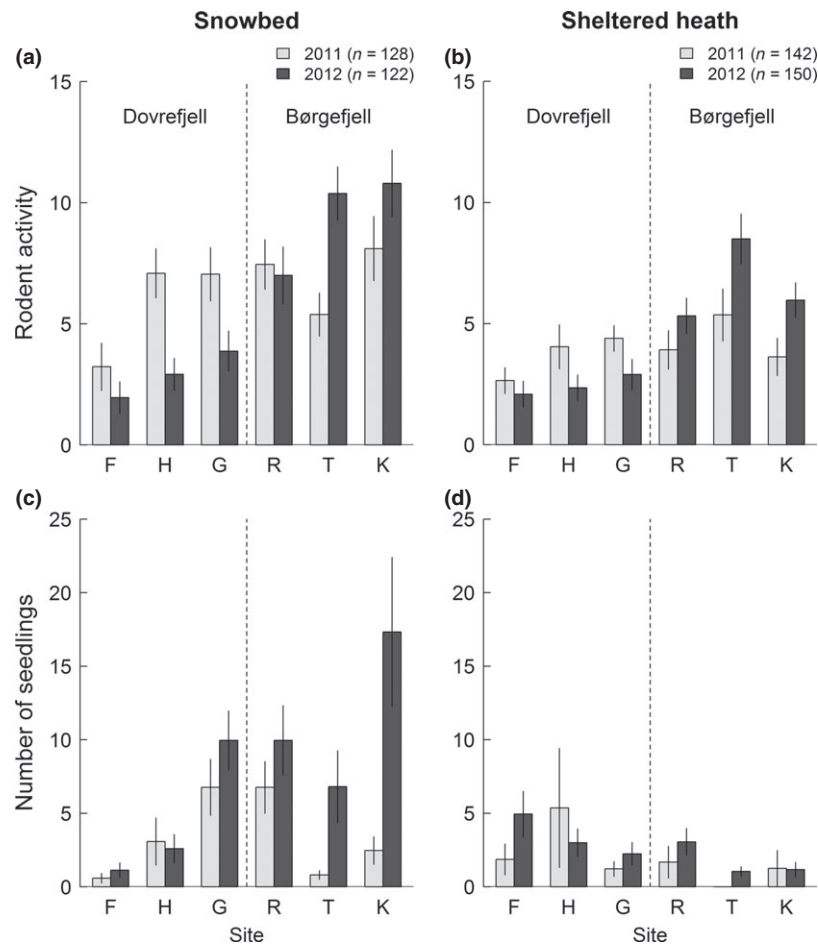 Snowbed
Sheltered heath
(a)
2011 (n = 128)
2012 (n = 122)
(b)
2011 (n = 142)
2012 (n = 150)
15
10
5
0
Rodent activity
Dovrefjell
Børgefjell
F H G R T K
15
10
5
0
Dovrefjell
Børgefjell
F H G R T K
(c)
25
20
15
10
5
0
Number of seedlings
F H G R T K
Site
(d)
25
20
15
10
5
0
F H G R T K
Site